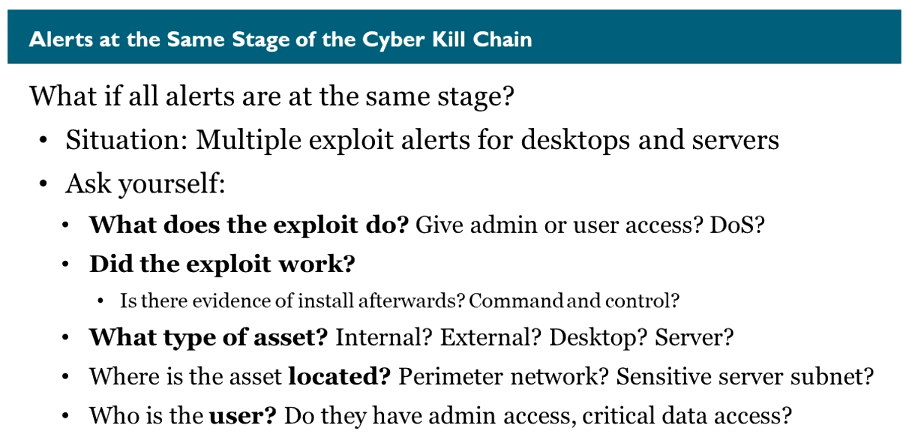 Alerts at the Same Stage of the Cyber Kill Chain
What if all alerts are at the same stage?
• Situation: Multiple exploit alerts for desktops and servers
• Ask yourself:
• What does the exploit do? Give admin or user access? DoS?
• Did the exploit work?
• Is there evidence of install afterwards? Command and control?
• What type of asset? Internal? External? Desktop? Server?
• Where is the asset located? Perimeter network? Sensitive server subnet?
• Who is the user? Do they have admin access, critical data access?